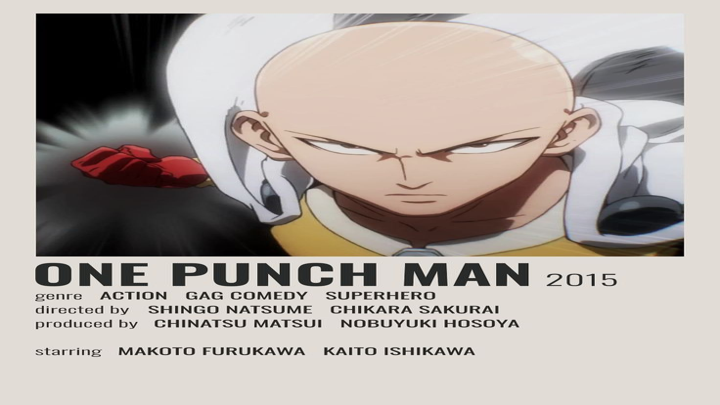 ONE PUNCH MAN 2015
genre ACTION GAG COMEDY SUPERHERO
directed by SHINGO NATSUME CHIKARA SAKURAI
produced by CHINATSU MATSUI NOBUYUKI HOSOYA
starring MAKOTO FURUKAWA KAITO ISHIKAWA